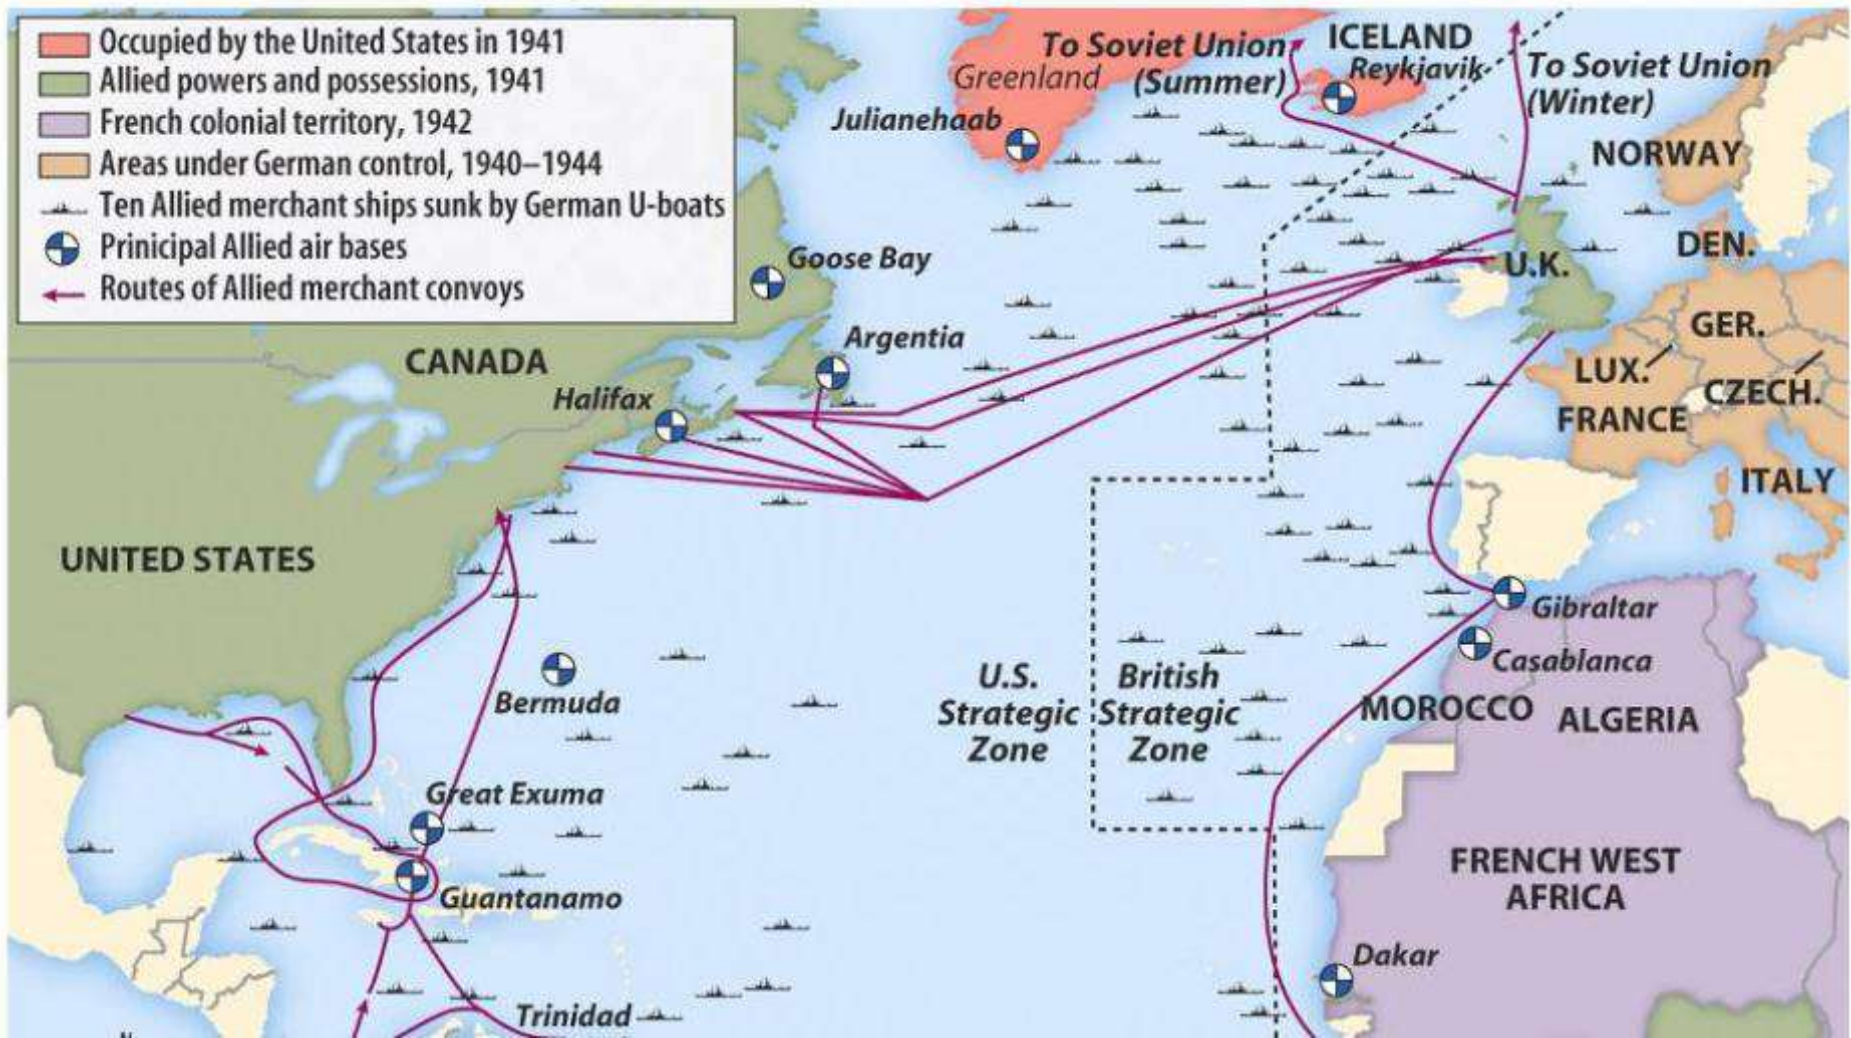 Occupied by the United States in 1941
Allied powers and possessions, 1941
French colonial territory, 1942
Areas under German control, 1940–1944
Ten Allied merchant ships sunk by German U-boats
Prinicipal Allied air bases
Routes of Allied merchant convoys
To Soviet Union
(Summer)
ICELAND
Reykjavik
To Soviet Union
(Winter)
Greenland
Julianehaab
NORWAY
DEN.
Goose Bay
U.K.
Argentia
GER.
CANADA
LUX.
CZECH.
Halifax
FRANCE
ITALY
UNITED STATES
Gibraltar
Casablanca
Bermuda
U.S.
Strategic
Zone
British
Strategic
Zone
MOROCCO
ALGERIA
Great Exuma
FRENCH WEST
AFRICA
Guantanamo
Dakar
Trinidad
N